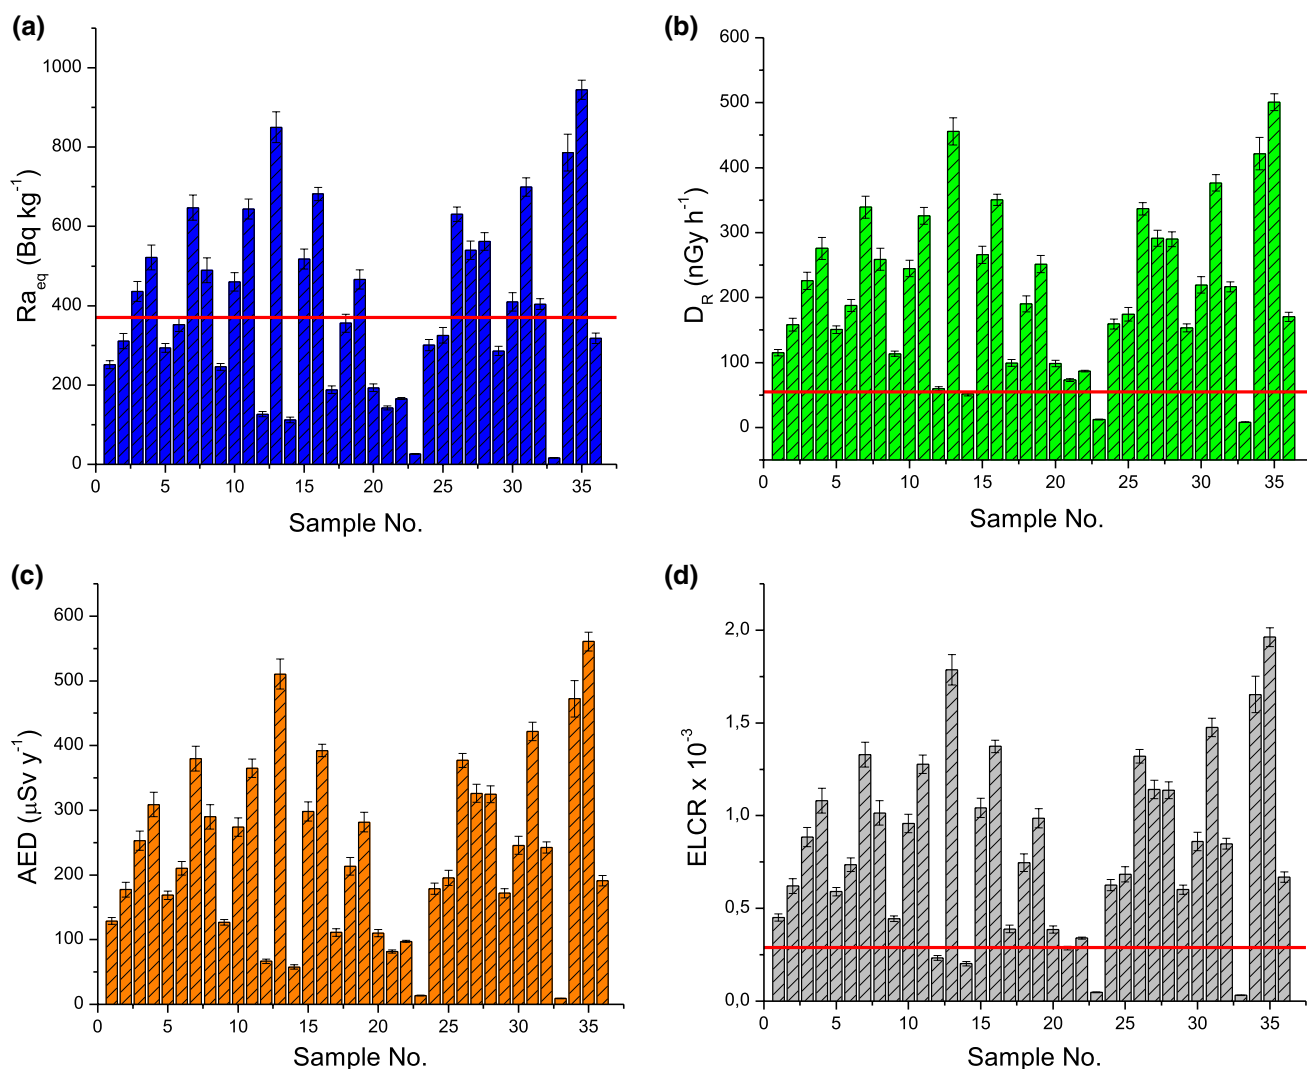 (a)
Ra_eq (Bq kg⁻¹)
1000
800
600
400
200
0
0 5 10 15 20 25 30 35
Sample No.
(b)
D_R (nGy h⁻¹)
600
500
400
300
200
100
0
0 5 10 15 20 25 30 35
Sample No.
(c)
AED (μSv y⁻¹)
600
500
400
300
200
100
0
0 5 10 15 20 25 30 35
Sample No.
(d)
ELCR x 10⁻³
2,0
1,5
1,0
0,5
0,0
0 5 10 15 20 25 30 35
Sample No.